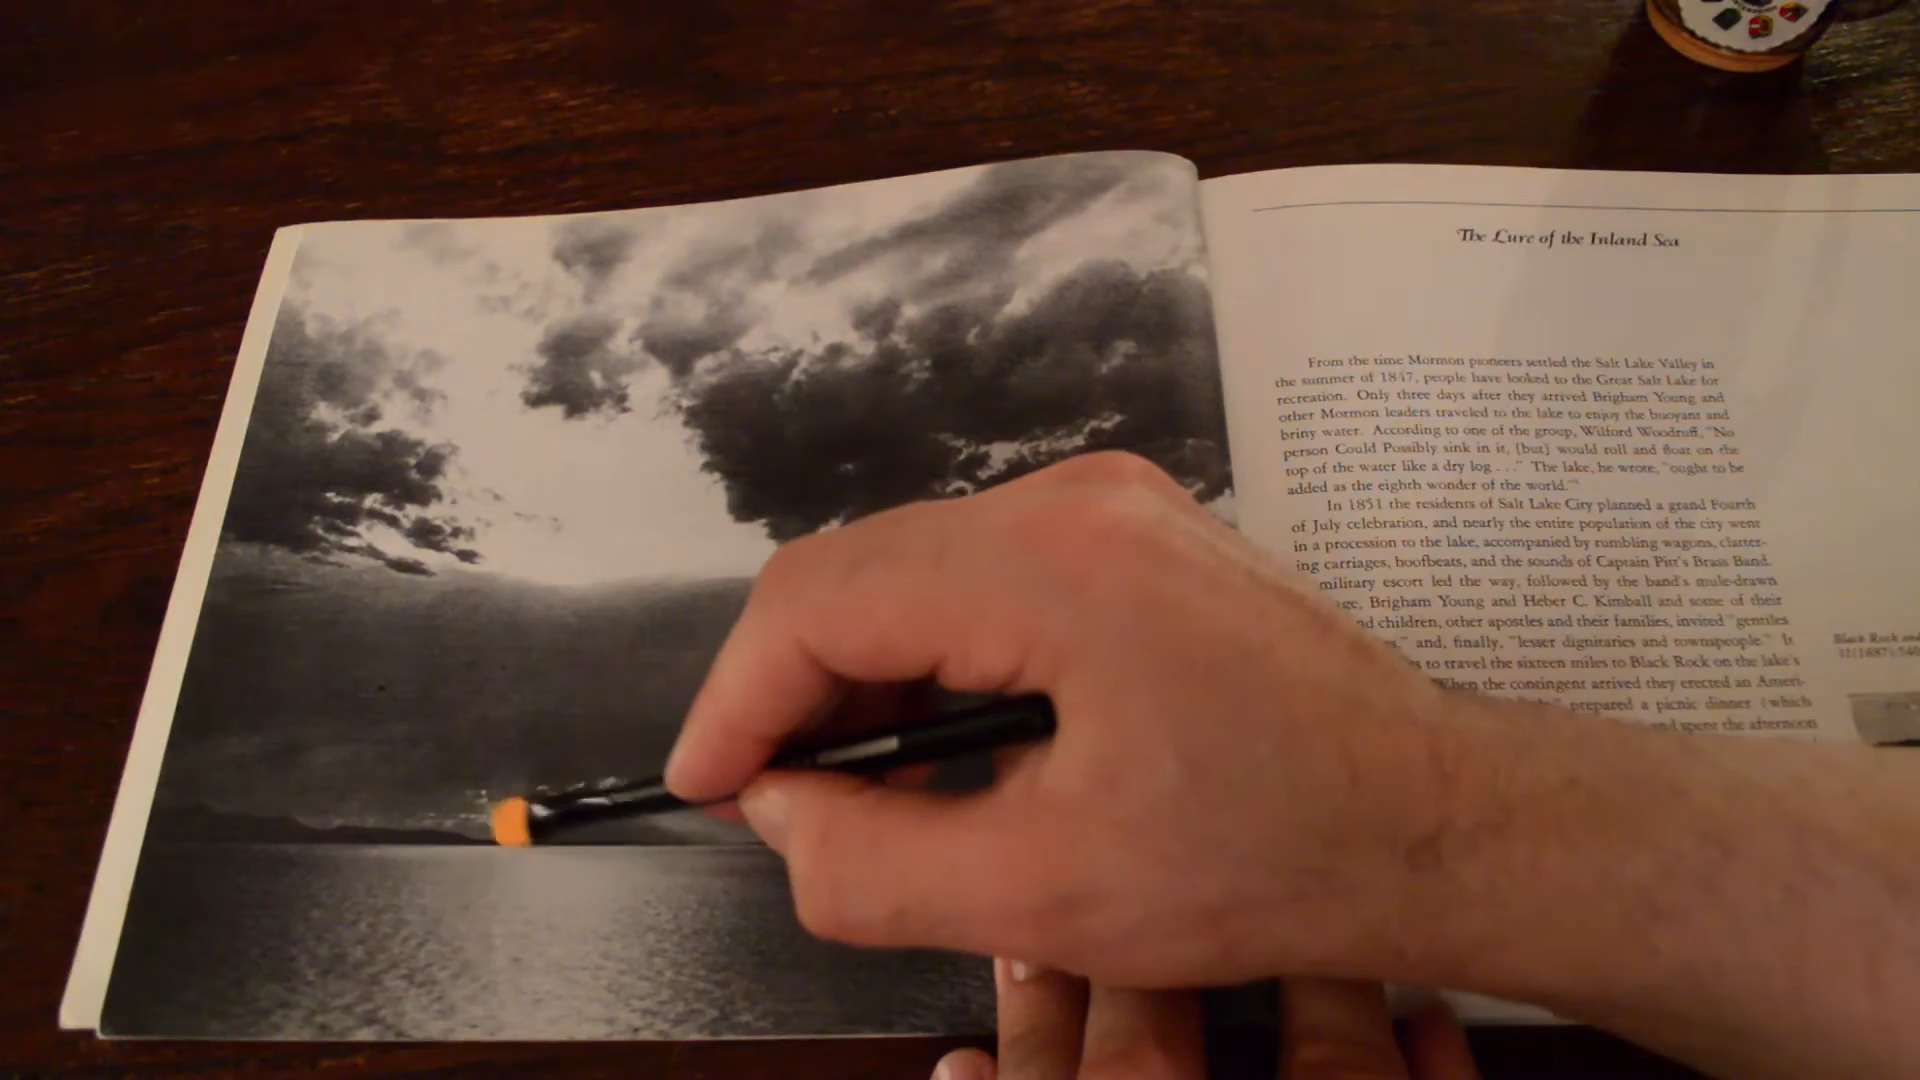 The Lure of the Inland Sea
From the time Mormon pioneers settled the Salt Lake Valley in
the summer of 1847, people have looked to the Great Salt Lake for
recreation. Only three days after they arrived Brigham Young and
other Mormon leaders traveled to the lake to enjoy the buoyant and
briny water. According to one of the group, Wilford Woodruff, "No
person Could Possibly sink in it, [but] would roll and float on the
top of the water like a dry log . . ." The lake, he wrote, "ought to be
added as the eighth wonder of the world."
In 1851 the residents of Salt Lake City planned a grand Fourth
of July celebration, and nearly the entire population of the city went
in a procession to the lake, accompanied by rumbling wagons, clatter-
ing carriages, hoofbeats, and the sounds of Captain Pitt's Brass Band.
military escort led the way, followed by the band's mule-drawn
Brigham Young and Heber C. Kimball and some of their
children, other apostles and their families, invited "gentiles
and, finally, "lesser dignitaries and townspeople." It
to travel the sixteen miles to Black Rock on the lake's
When the contingent arrived they erected an Ameri-
prepared a picnic dinner (which
and spent the afternoon
Black Rock and